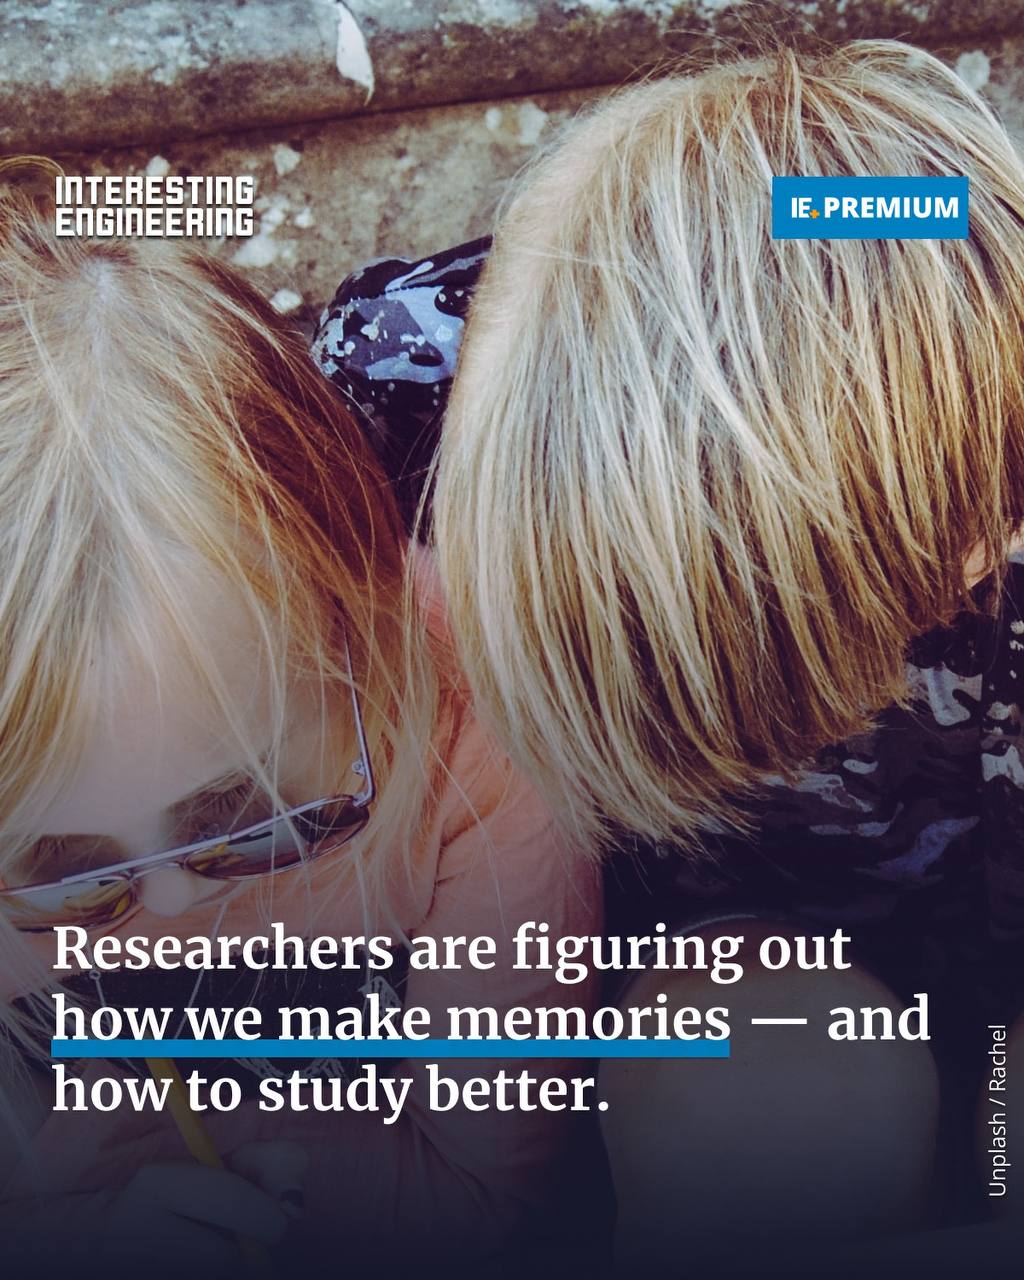 INTERESTING
ENGINEERING
IE+ PREMIUM
Researchers are figuring out
how we make memories — and
how to study better.
Unplash / Rachel